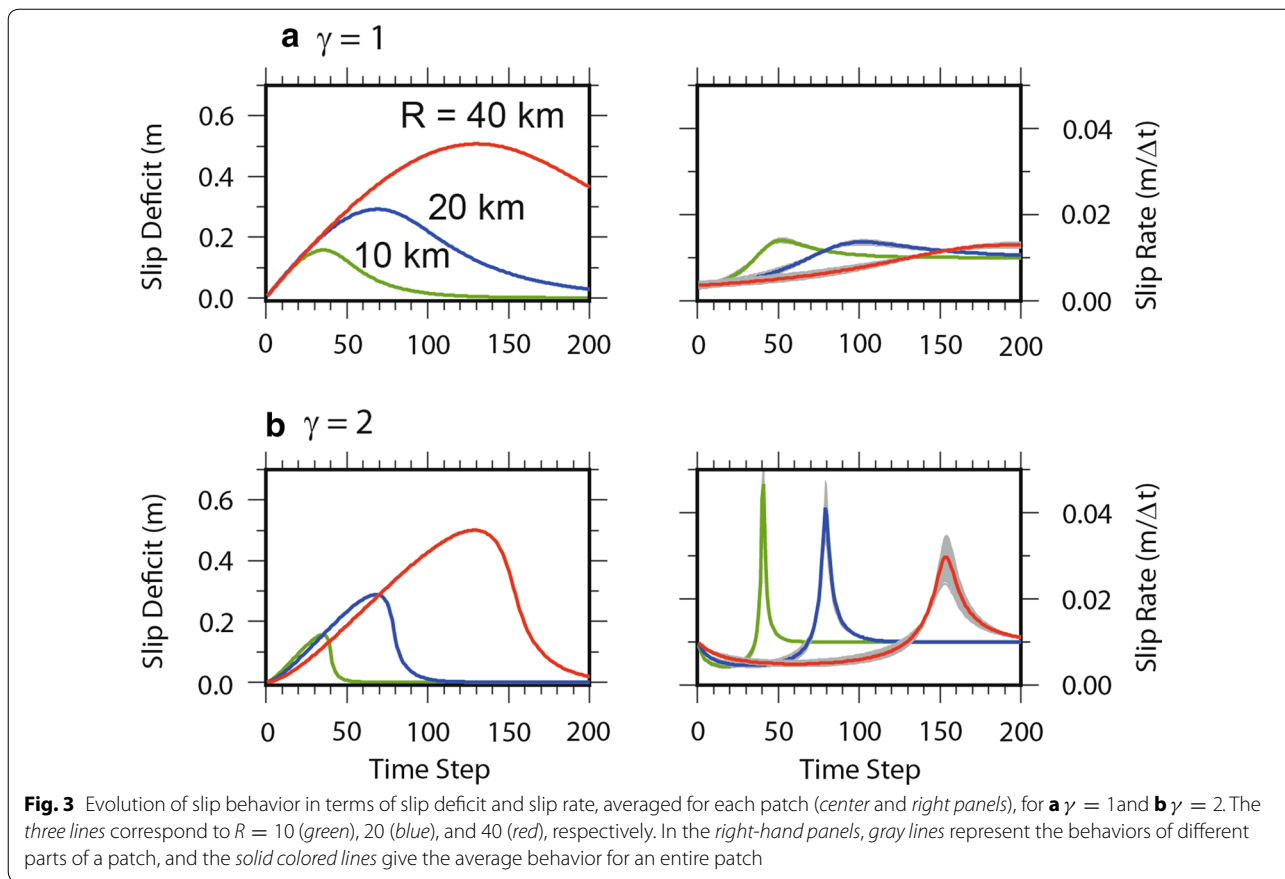 a γ = 1
Slip Deficit (m
0.6
0.4
0.2
0.0
R = 40 km
20 km
10 km
0 50 100 150 200
0.04
0.02
0.00
Slip Rate (m/Δt)
0 50 100 150 200
b γ = 2
Slip Deficit (m)
0.6
0.4
0.2
0.0
0 50 100 150 200
Time Step
0.04
0.02
0.00
Slip Rate (m/Δt)
0 50 100 150 200
Time Step
Fig. 3 Evolution of slip behavior in terms of slip deficit and slip rate, averaged for each patch (center and right panels), for a γ = 1and b γ = 2. The
three lines correspond to R = 10 (green), 20 (blue), and 40 (red), respectively. In the right-hand panels, gray lines represent the behaviors of different
parts of a patch, and the solid colored lines give the average behavior for an entire patch